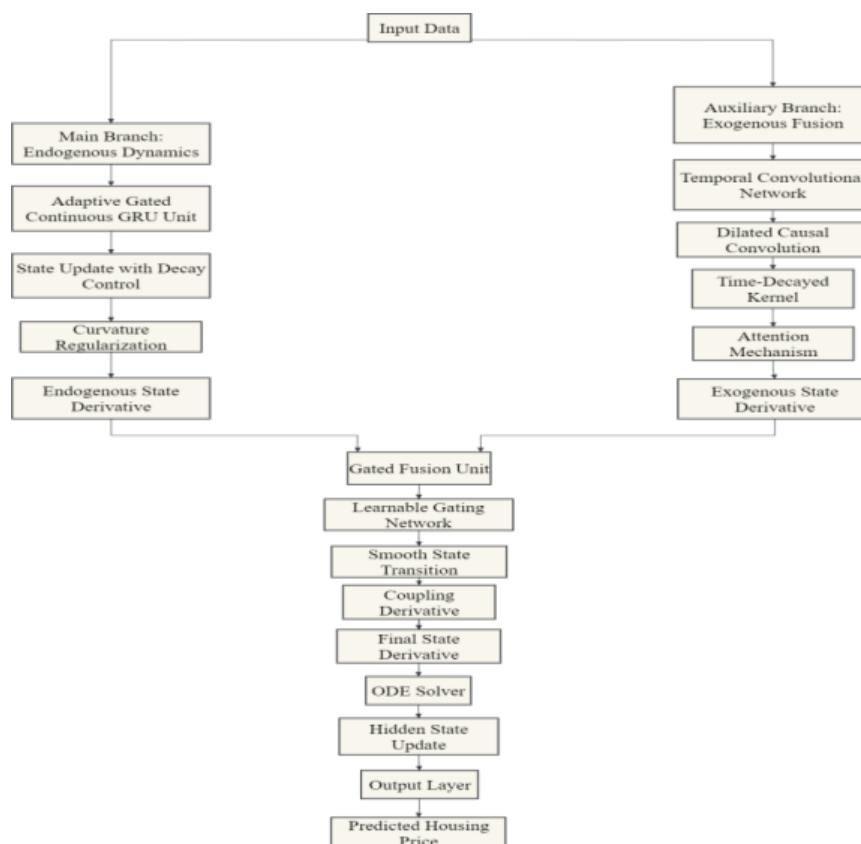 Input Data
Main Branch:
Endogenous Dynamics
Adaptive Gated
Continuous GRU Unit
State Update with Decay
Control
Curvature
Regularization
Endogenous State
Derivative
Auxiliary Branch:
Exogenous Fusion
Temporal Convolutiona
Network
Dilated Causal
Convolution
Time-Decayed
Kernel
Attention
Mechanism
Exogenous State
Derivative
Gated Fusion Unit
Learnable Gating
Network
Smooth State
Transition
Coupling
Derivative
Final State
Derivative
ODE Solver
Hidden State
Update
Output Layer
Predicted Housing
Price